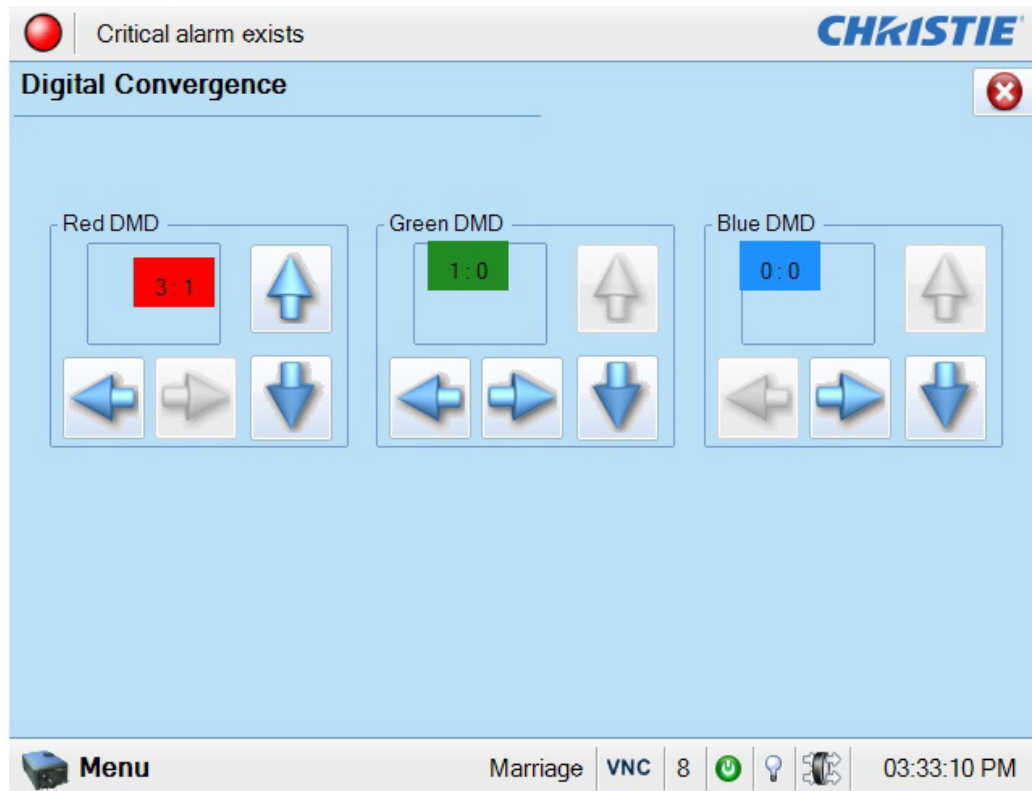 Critical alarm exists
CHRISTIE
Digital Convergence
Red DMD
3 : 1
Green DMD
1 : 0
Blue DMD
0 : 0
Menu
Marriage
VNC
8
03:33:10 PM